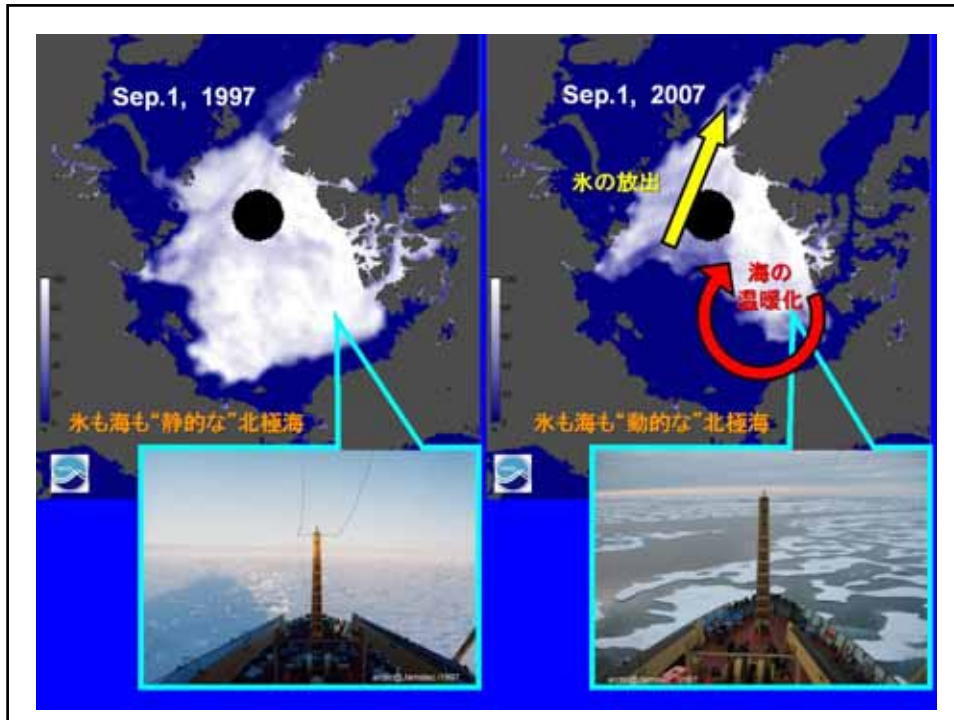 Sep.1, 1997
氷も海も“静的な”北極海
Sep.1, 2007
氷の放出
海の
温暖化
氷も海も“動的な”北極海